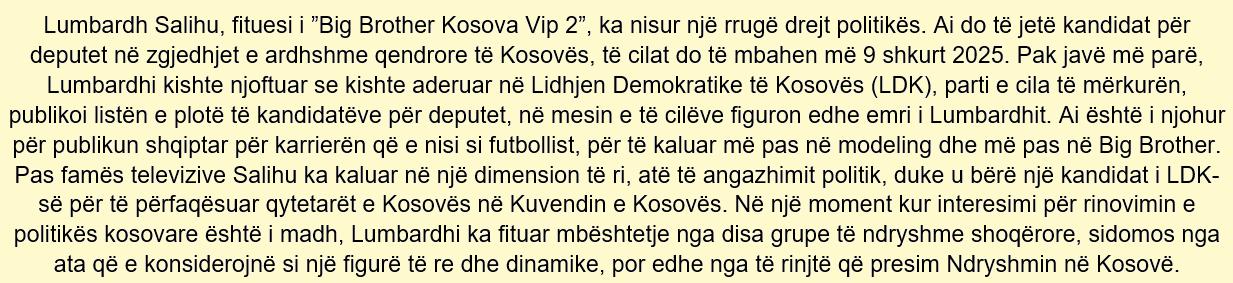 Lumbardh Salihu, fituesi i ”Big Brother Kosova Vip 2”, ka nisur një rrugë drejt politikës. Ai do të jetë kandidat për
deputet në zgjedhjet e ardhshme qendrore të Kosovës, të cilat do të mbahen më 9 shkurt 2025. Pak javë më parë,
Lumbardhi kishte njoftuar se kishte aderuar në Lidhjen Demokratike të Kosovës (LDK), parti e cila të mërkurën,
publikoi listën e plotë të kandidatëve për deputet, në mesin e të cilëve figuron edhe emri i Lumbardhit. Ai është i njohur
për publikun shqiptar për karrierën që e nisi si futbollist, për të kaluar më pas në modeling dhe më pas në Big Brother.
Pas famës televizive Salihu ka kaluar në një dimension të ri, atë të angazhimit politik, duke u bërë një kandidat i LDK-
së për të përfaqësuar qytetarët e Kosovës në Kuvendin e Kosovës. Në një moment kur interesimi për rinovimin e
politikës kosovare është i madh, Lumbardhi ka fituar mbështetje nga disa grupe të ndryshme shoqërore, sidomos nga
ata që e konsiderojnë si një figurë të re dhe dinamike, por edhe nga të rinjtë që presim Ndryshmin në Kosovë.